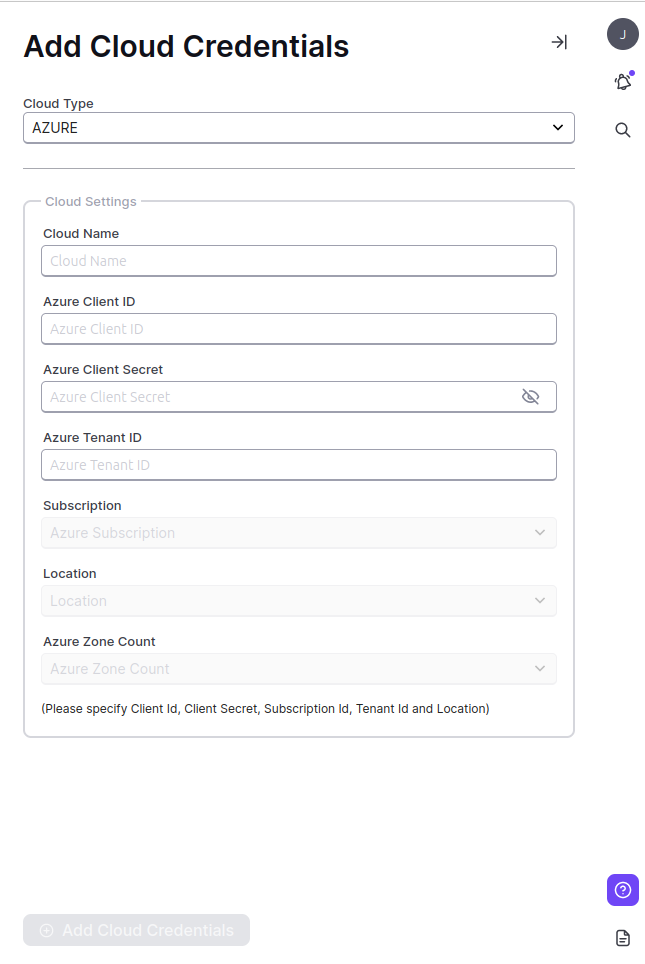 Add Cloud Credentials
J
Cloud Type
AZURE
Cloud Settings
Cloud Name
Cloud Name
Azure Client ID
Azure Client ID
Azure Client Secret
Azure Client Secret
Azure Tenant ID
Azure Tenant ID
Subscription
Azure Subscription
Location
Location
Azure Zone Count
Azure Zone Count
(Please specify Client Id, Client Secret, Subscription Id, Tenant Id and Location)
Add Cloud Credentials